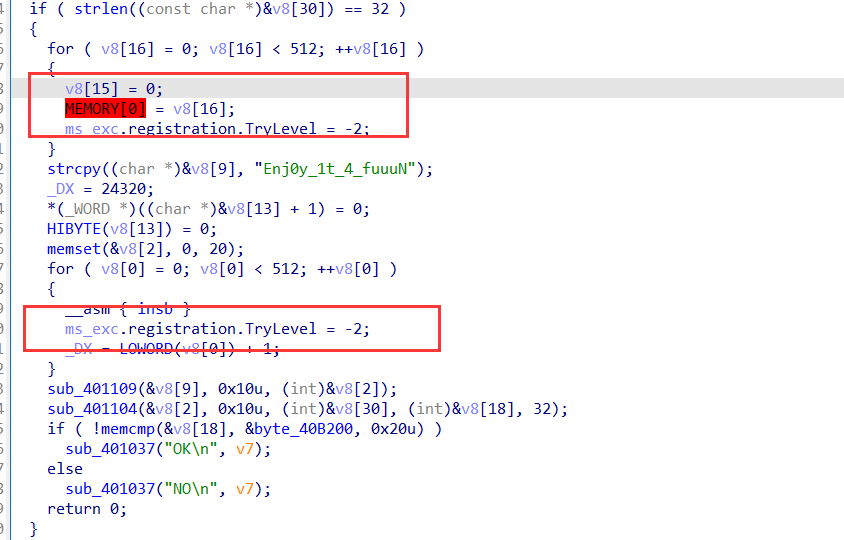 if ( strlen((const char *)&v8[30]) == 32 )
{
for ( v8[16] = 0; v8[16] < 512; ++v8[16] )
{
v8[15] = 0;
MEMORY[0] = v8[16];
ms_exc.registration.TryLevel = -2;
}
strcpy((char *)&v8[9], "Enj0y_1t_4_fuuuN");
_DX = 24320;
*(_WORD *)((char *)&v8[13] + 1) = 0;
HIBYTE(v8[13]) = 0;
memset(&v8[2], 0, 20);
for ( v8[0] = 0; v8[0] < 512; ++v8[0] )
{
__asm { insb }
ms_exc.registration.TryLevel = -2;
_DX = LOWORD(v8[0]) + 1;
}
sub_401109(&v8[9], 0x10u, (int)&v8[2]);
sub_401104(&v8[2], 0x10u, (int)&v8[30], (int)&v8[18], 32);
if ( !memcmp(&v8[18], &byte_40B200, 0x20u) )
sub_401037("OK\n", v7);
else
sub_401037("NO\n", v7);
return 0;
}